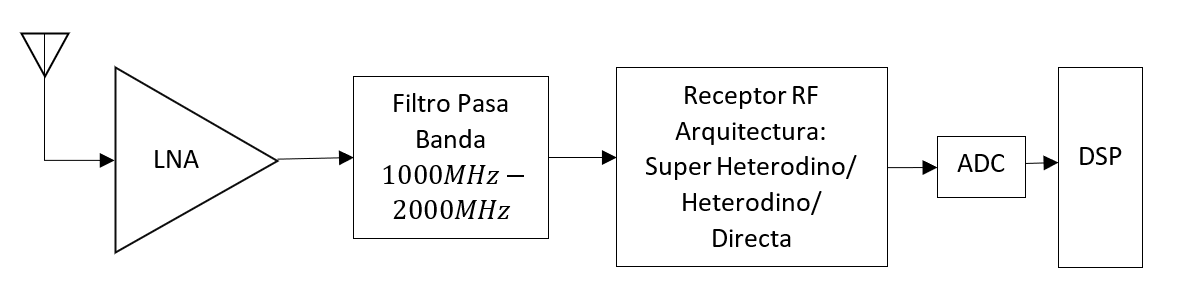 LNA
Filtro Pasa
Banda
1000MHz −
2000MHz
Receptor RF
Arquitectura:
Super Heterodino/
Heterodino/
Directa
ADC
DSP